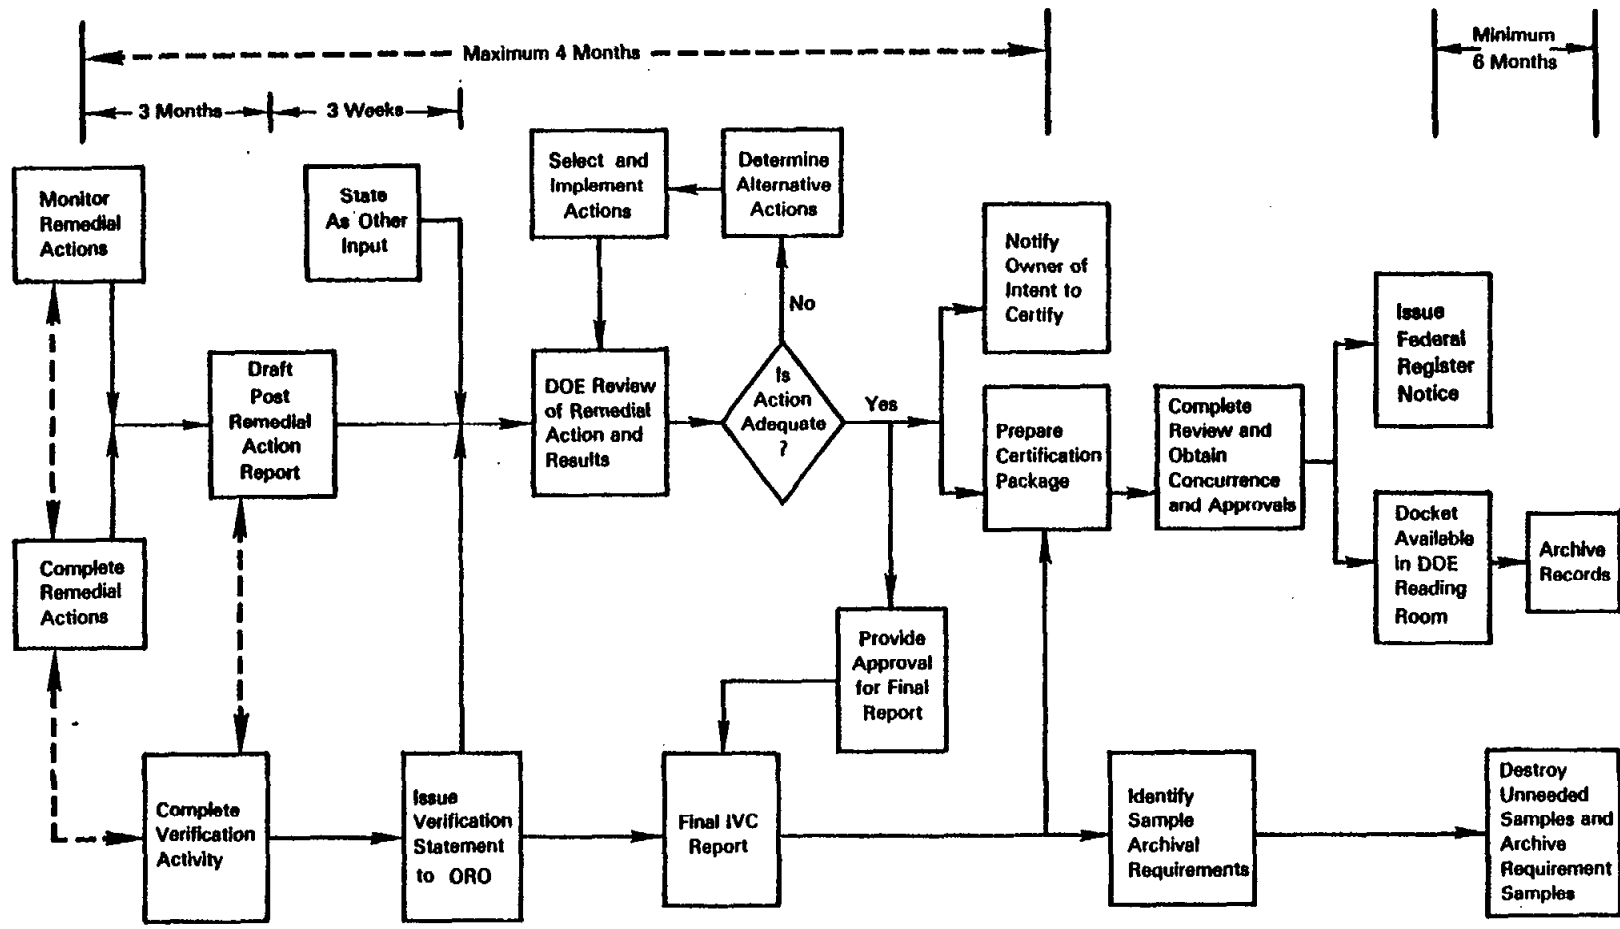 Maximum 4 Months
Minimum
6 Months
3 Months
3 Weeks
Monitor
Remedial
Actions
State
As Other
Input
Select and
Implement
Actions
Determine
Alternative
Actions
Notify
Owner of
Intent to
Certify
No
Issue
Federal
Register
Notice
Draft
Post
Remedial
Action
Report
DOE Review
of Remedial
Action and
Results
Is
Action
Adequate
?
Yes
Prepare
Certification
Package
Complete
Review and
Obtain
Concurrence
and Approvals
Docket
Available
in DOE
Reading
Room
Archive
Records
Complete
Remedial
Actions
Provide
Approval
for Final
Report
Complete
Verification
Activity
Issue
Verification
Statement
to ORO
Final IVC
Report
Identify
Sample
Archival
Requirements
Destroy
Unneeded
Samples and
Archive
Requirement
Samples